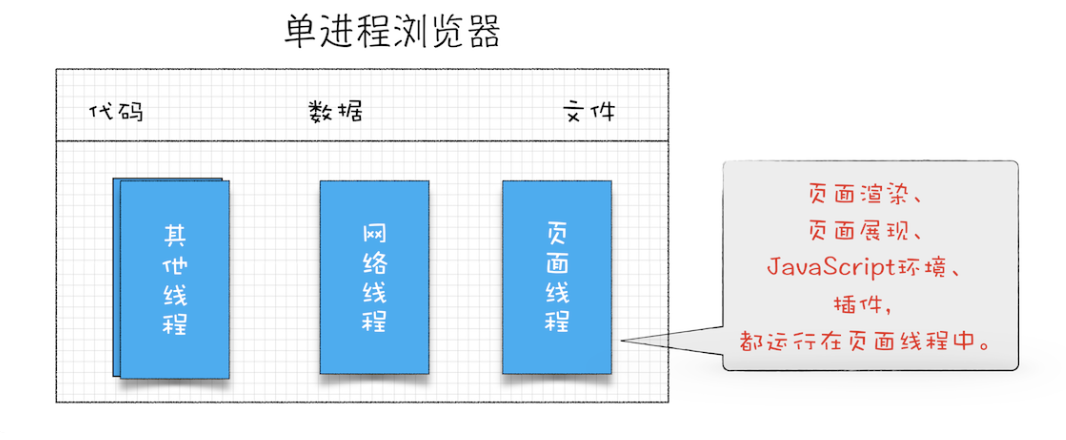 单进程浏览器
代码
数据
文件
其他线程
网络线程
页面线程
页面渲染、
页面展现、
JavaScript环境、
插件，
都运行在页面线程中。